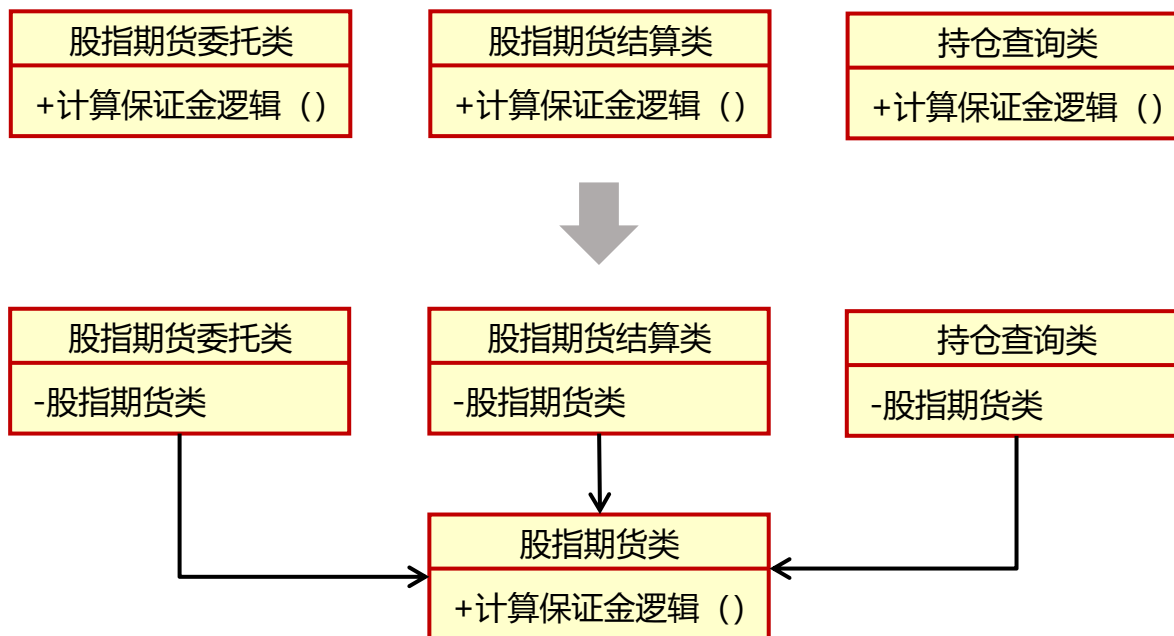 股指期货委托类
+计算保证金逻辑（）
股指期货结算类
+计算保证金逻辑（）
持仓查询类
+计算保证金逻辑（）
股指期货委托类
-股指期货类
股指期货结算类
-股指期货类
持仓查询类
-股指期货类
股指期货类
+计算保证金逻辑（）